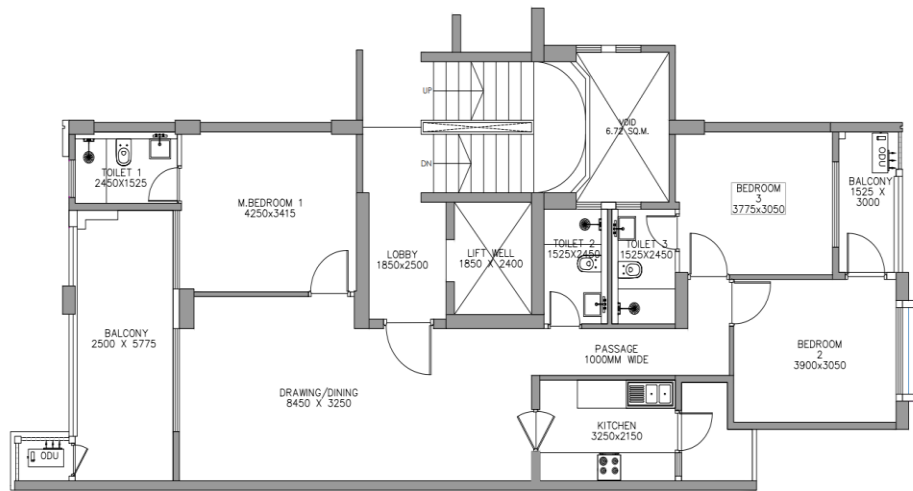 UP
VOID
6.72 SQ.M.
DN
TOILET 1
2450X1525
M.BEDROOM 1
4250x3415
LOBBY
1850x2500
LIFT WELL
1850 X 2400
TOILET 2
1525X2450
TOILET 3
1525X2450
BEDROOM
3
3775x3050
ODU
BALCONY
1525 X
3000
BALCONY
2500 X 5775
PASSAGE
1000MM WIDE
BEDROOM
2
3900x3050
DRAWING/DINING
8450 X 3250
KITCHEN
3250x2150
ODU